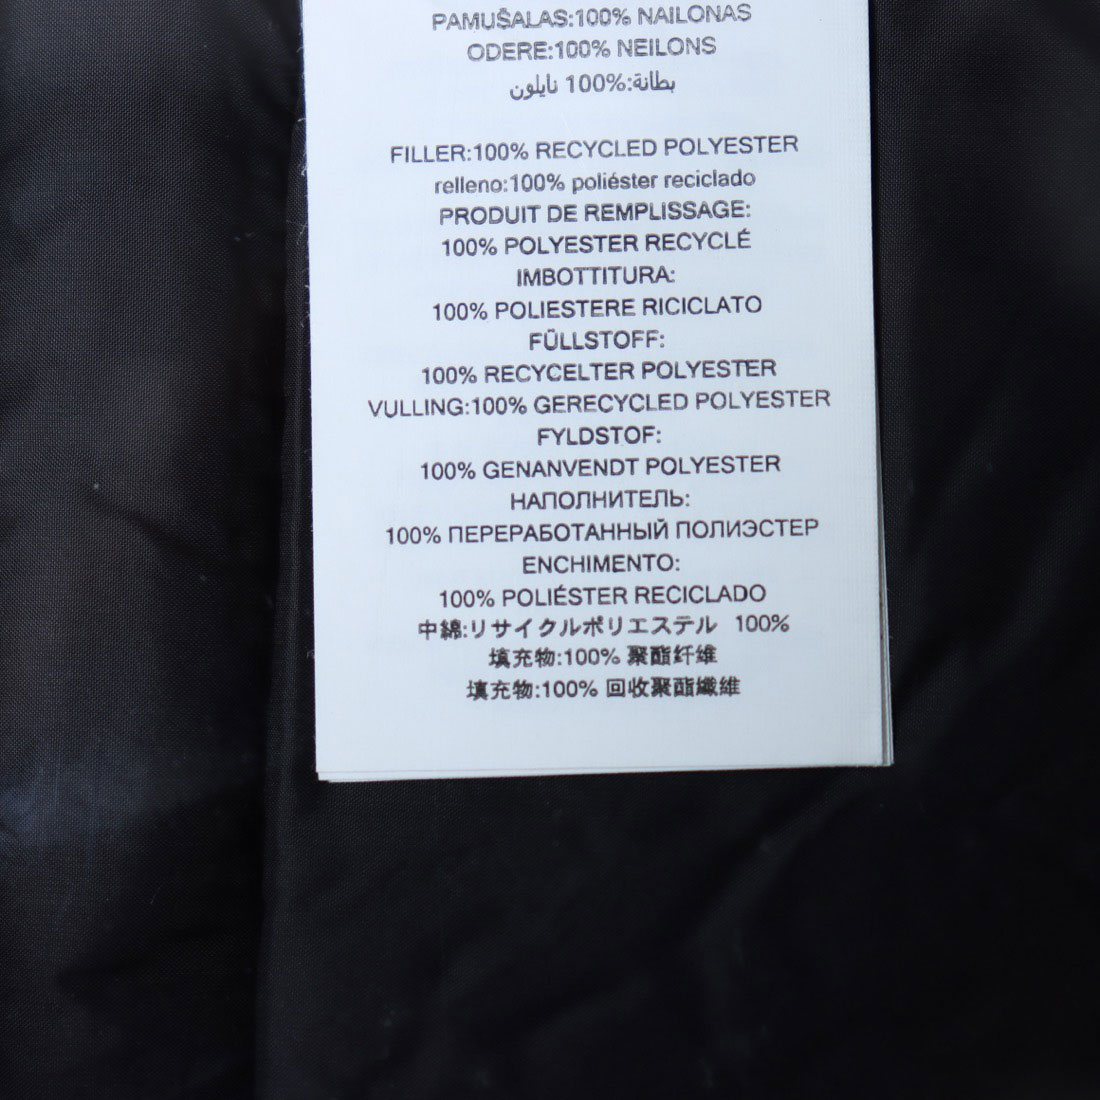 PAMUŠALAS:100% NAILONAS
ODERE:100% NEILONS
بطانة:100% نايلون
FILLER:100% RECYCLED POLYESTER
relleno:100% poliéster reciclado
PRODUIT DE REMPLISSAGE:
100% POLYESTER RECYCLÉ
IMBOTTITURA:
100% POLIESTERE RICICLATO
FÜLLSTOFF:
100% RECYCELTER POLYESTER
VULLING:100% GERECYCLED POLYESTER
FYLDSTOF:
100% GENANVENDT POLYESTER
НАПОЛНИТЕЛЬ:
100% ПЕРЕРАБОТАННЫЙ ПОЛИЭСТЕР
ENCHIMENTO:
100% POLIÉSTER RECICLADO
中綿:リサイクルポリエステル 100%
填充物:100% 聚酯纤维
填充物:100% 回收聚酯纖維